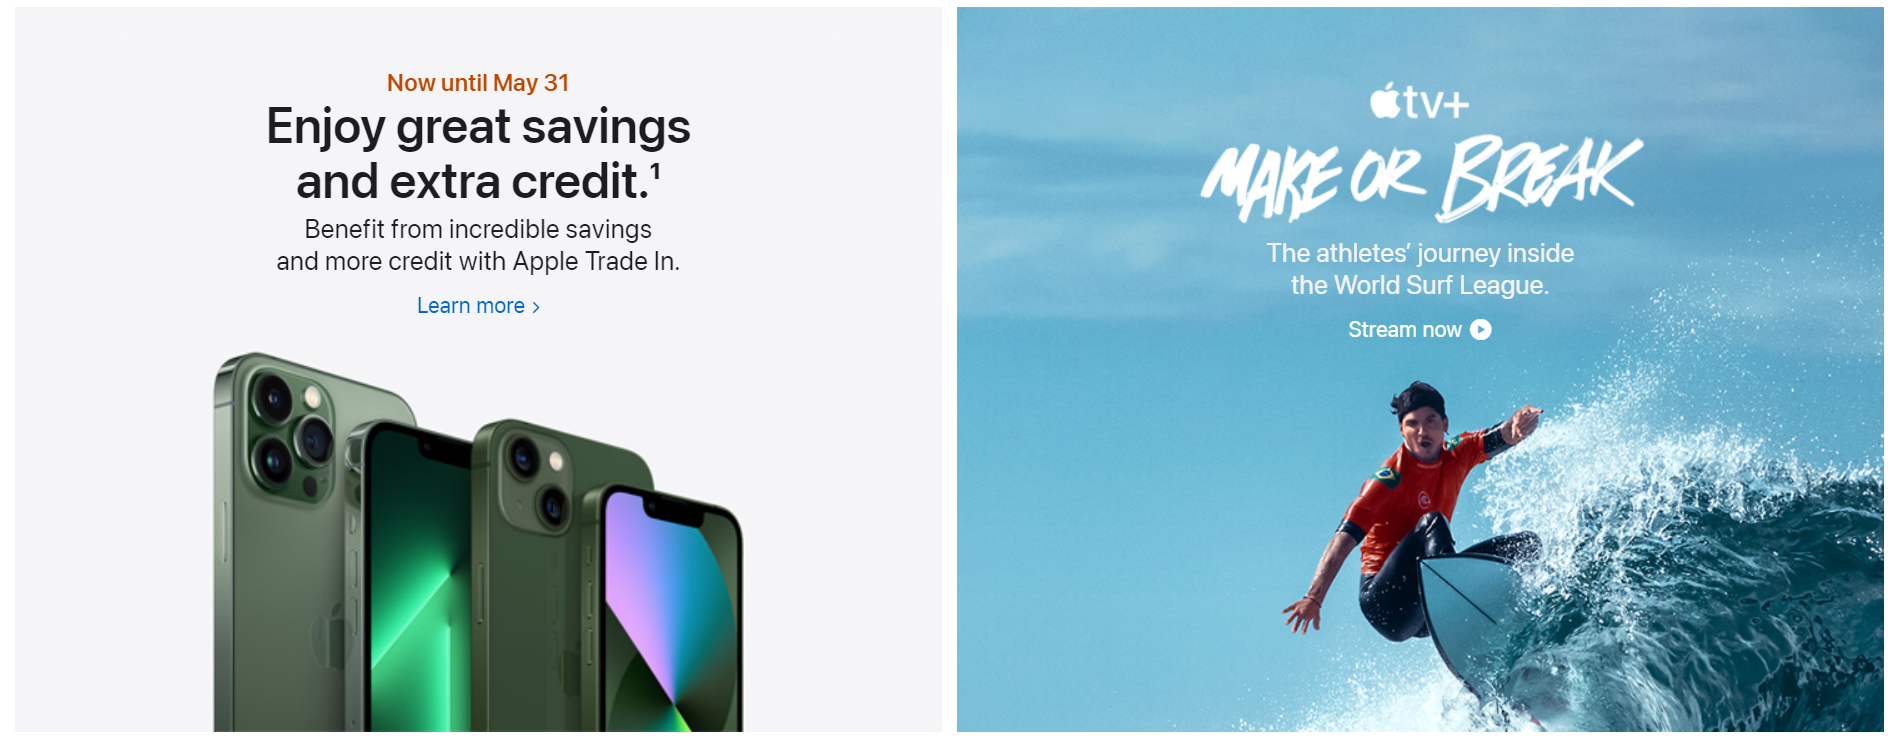 Now until May 31
Enjoy great savings
and extra credit.¹
Benefit from incredible savings
and more credit with Apple Trade In.
Learn more >
tv+
MAKE OR BREAK
The athletes’ journey inside
the World Surf League.
Stream now